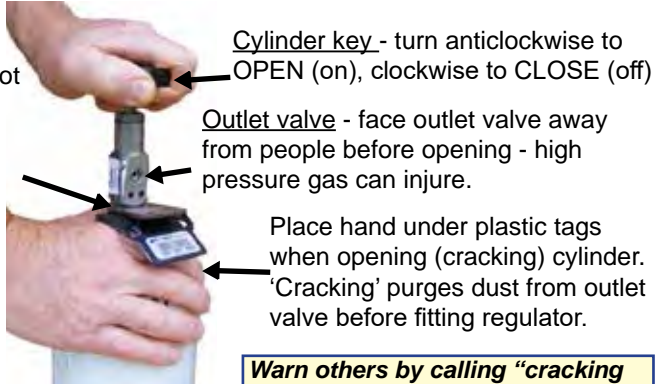 Cylinder key - turn anticlockwise to
OPEN (on), clockwise to CLOSE (off)
ot
Outlet valve - face outlet valve away
from people before opening - high
pressure gas can injure.
Place hand under plastic tags
when opening (cracking) cylinder.
‘Cracking’ purges dust from outlet
valve before fitting regulator.
Warn others by calling “cracking